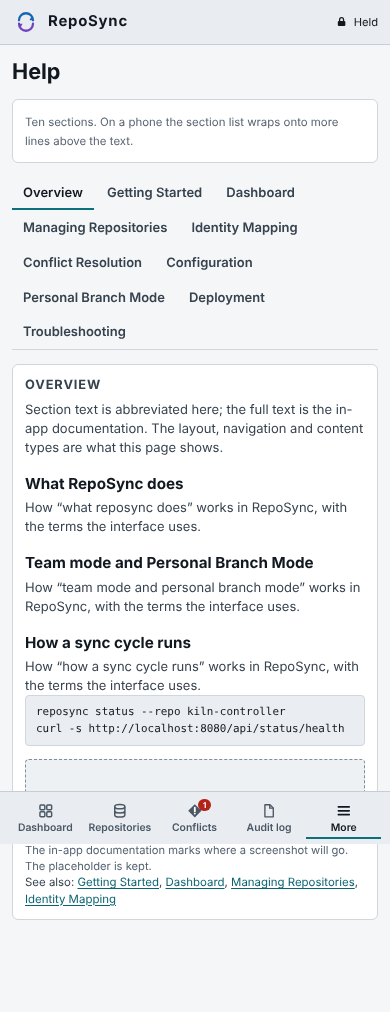 RepoSync
Held
Help
Ten sections. On a phone the section list wraps onto more
lines above the text.
Overview Getting Started Dashboard
Managing Repositories Identity Mapping
Conflict Resolution Configuration
Personal Branch Mode Deployment
Troubleshooting
OVERVIEW
Section text is abbreviated here; the full text is the in-
app documentation. The layout, navigation and content
types are what this page shows.
What RepoSync does
How “what reposync does” works in RepoSync, with
the terms the interface uses.
Team mode and Personal Branch Mode
How “team mode and personal branch mode” works in
RepoSync, with the terms the interface uses.
How a sync cycle runs
How “how a sync cycle runs” works in RepoSync, with
the terms the interface uses.
reposync status --repo kiln-controller
curl -s http://localhost:8080/api/status/health
1
Dashboard Repositories Conflicts Audit log More
The in-app documentation marks where a screenshot will go.
The placeholder is kept.
See also: Getting Started, Dashboard, Managing Repositories,
Identity Mapping